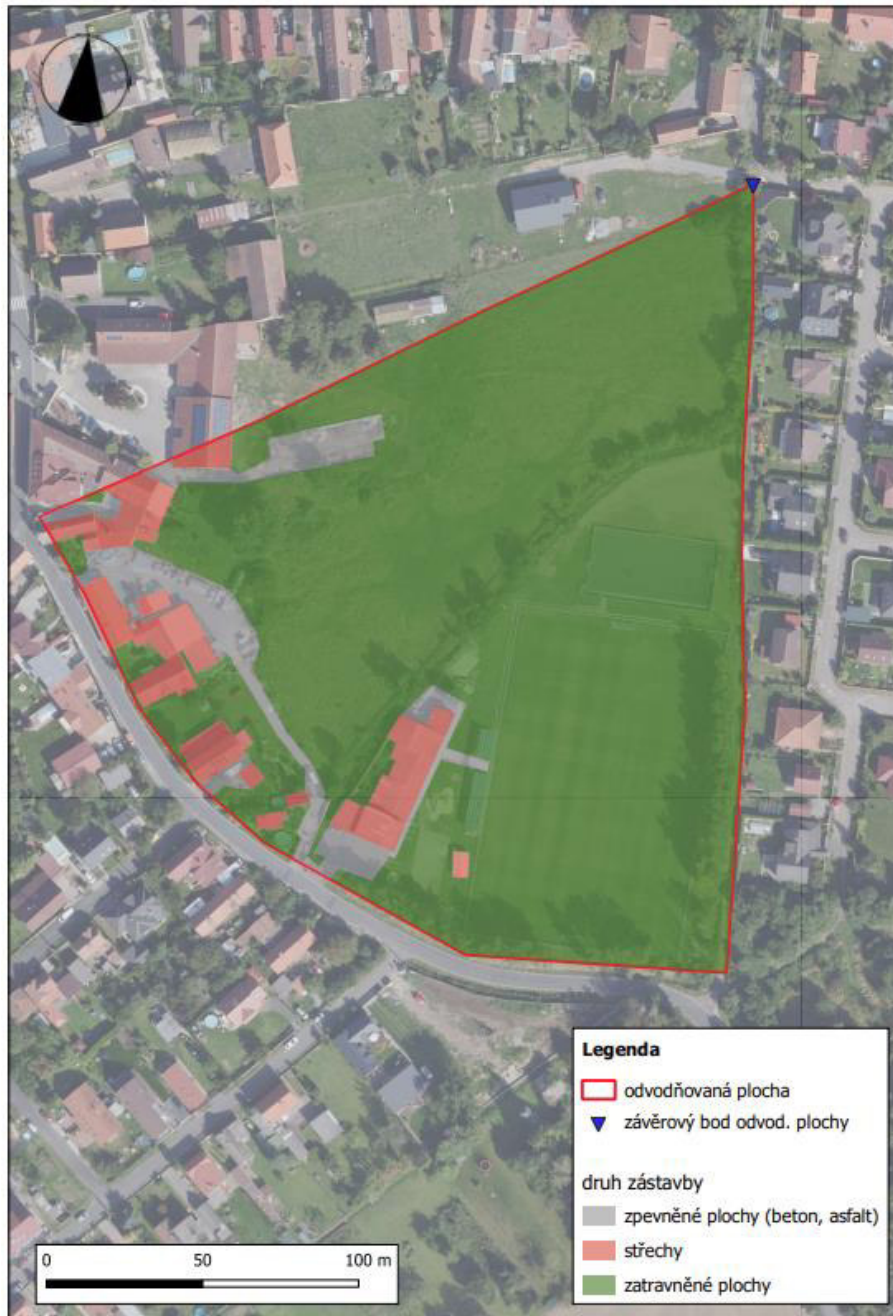 Legenda
odvodňovaná plocha
závěrový bod odvod. plochy
druh zástavby
zpevněné plochy (beton, asfalt)
střechy
zatravněné plochy
0 50 100 m